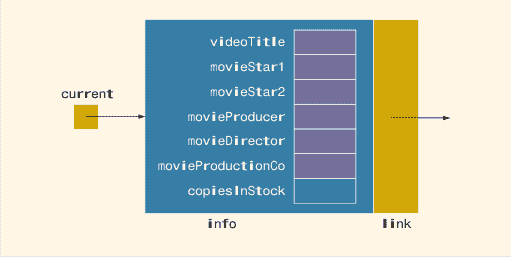 videoTitle
movieStar1
movieStar2
current
movieProducer
movieDirector
movieProductionCo
copiesInStock
info
link